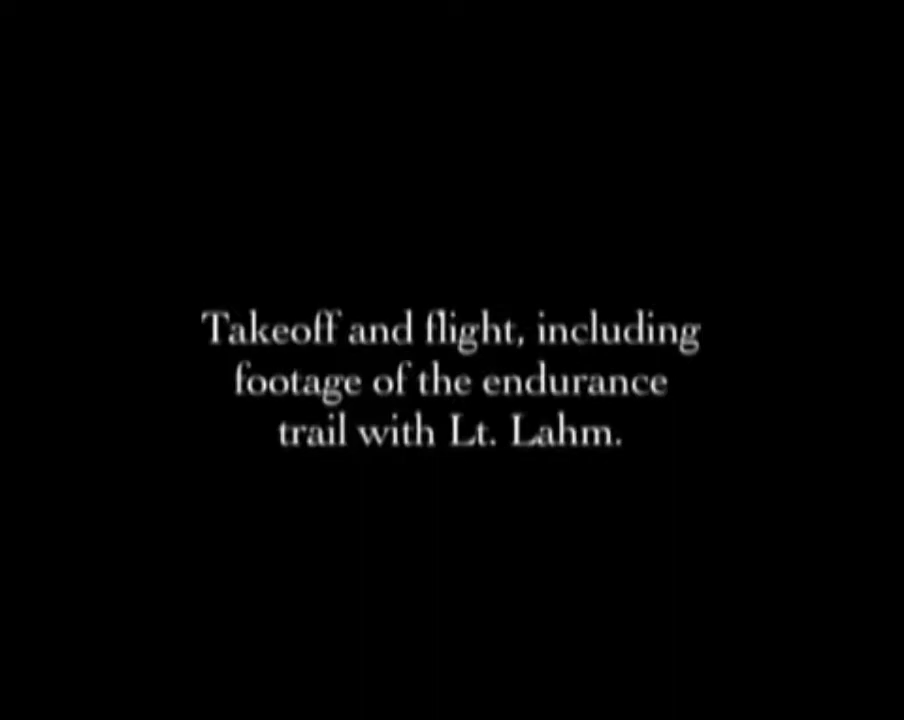 Takeoff and flight, including
footage of the endurance
trail with Lt. Lahm.